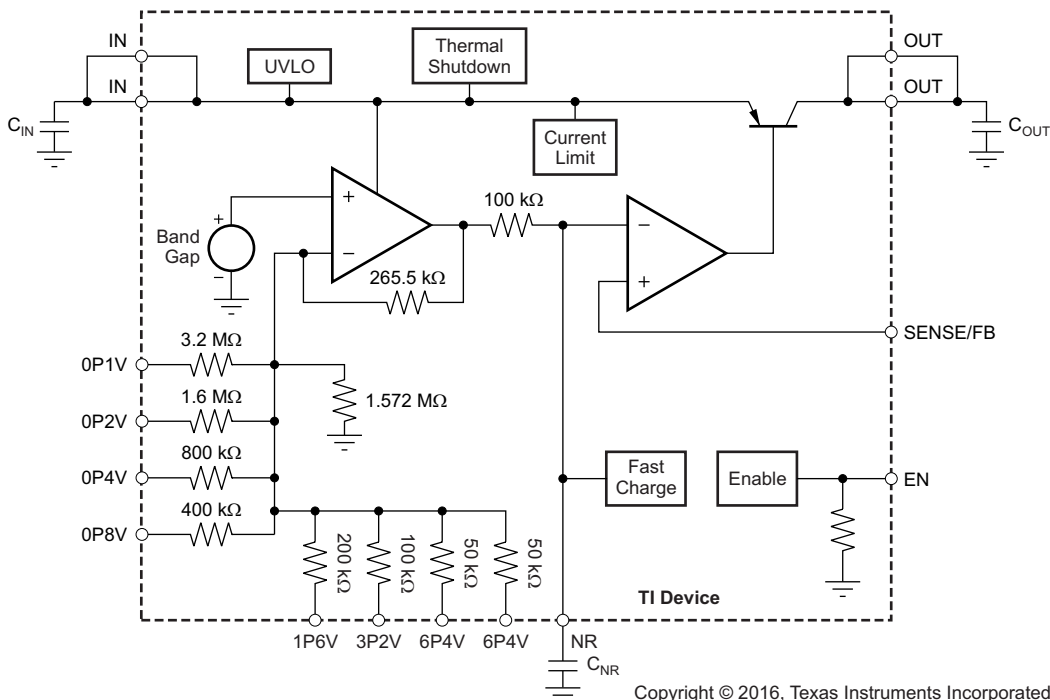 IN
IN
C_IN
UVLO
Thermal
Shutdown
Current
Limit
OUT
OUT
C_OUT
100 kΩ
+
−
Band
Gap
+
−
265.5 kΩ
−
+
SENSE/FB
0P1V
3.2 MΩ
1.572 MΩ
0P2V
1.6 MΩ
0P4V
800 kΩ
0P8V
400 kΩ
Fast
Charge
Enable
EN
200 kΩ
100 kΩ
50 kΩ
50 kΩ
TI Device
1P6V
3P2V
6P4V
6P4V
NR
C_NR
Copyright © 2016, Texas Instruments Incorporated